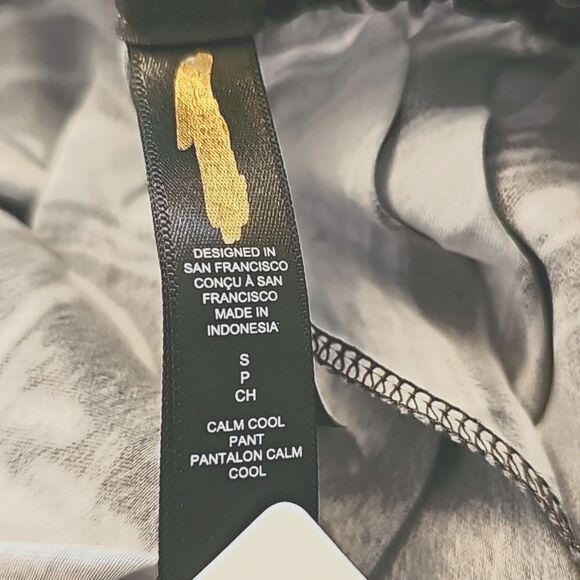 DESIGNED IN
SAN FRANCISCO
CONÇU À SAN
FRANCISCO
MADE IN
INDONESIA
S
P
CH
CALM COOL
PANT
PANTALON CALM
COOL